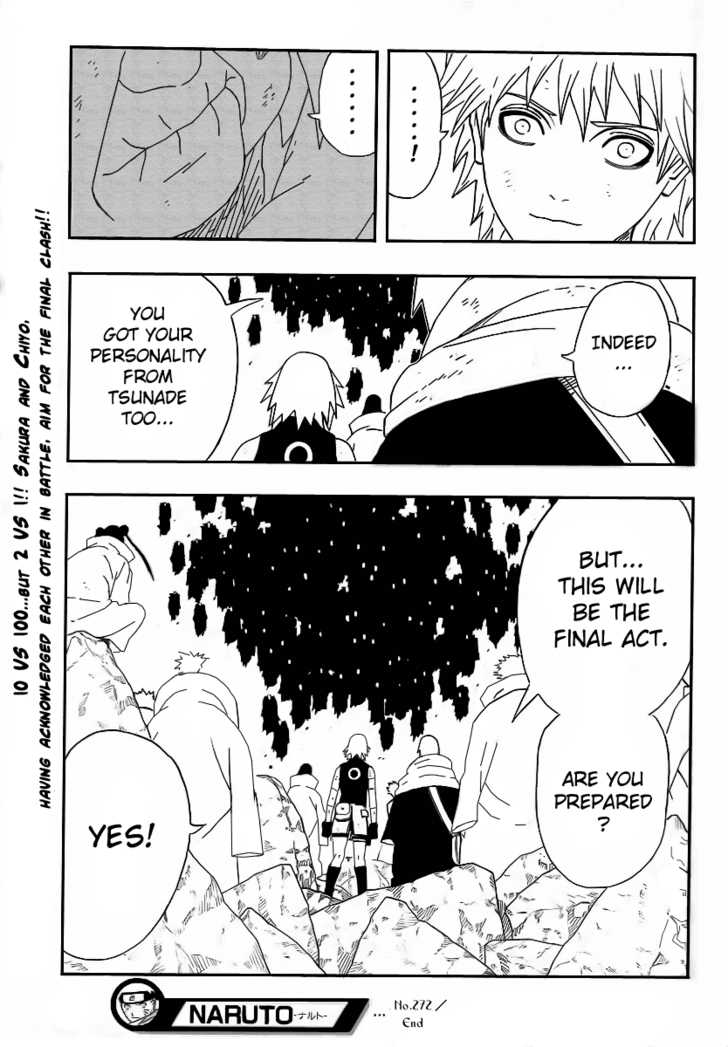 ........!
......
INDEED
...
YOU
GOT YOUR
PERSONALITY
FROM
TSUNADE
TOO...
BUT...
THIS WILL
BE THE
FINAL ACT.
ARE YOU
PREPARED
?
YES!
10 VS 100...BUT 2 VS 1!! SAKURA AND CHIYO,
HAVING ACKNOWLEDGED EACH OTHER IN BATTLE, AIM FOR THE FINAL CLASH!!
NARUTO -ナルト- ... No.272 /
End